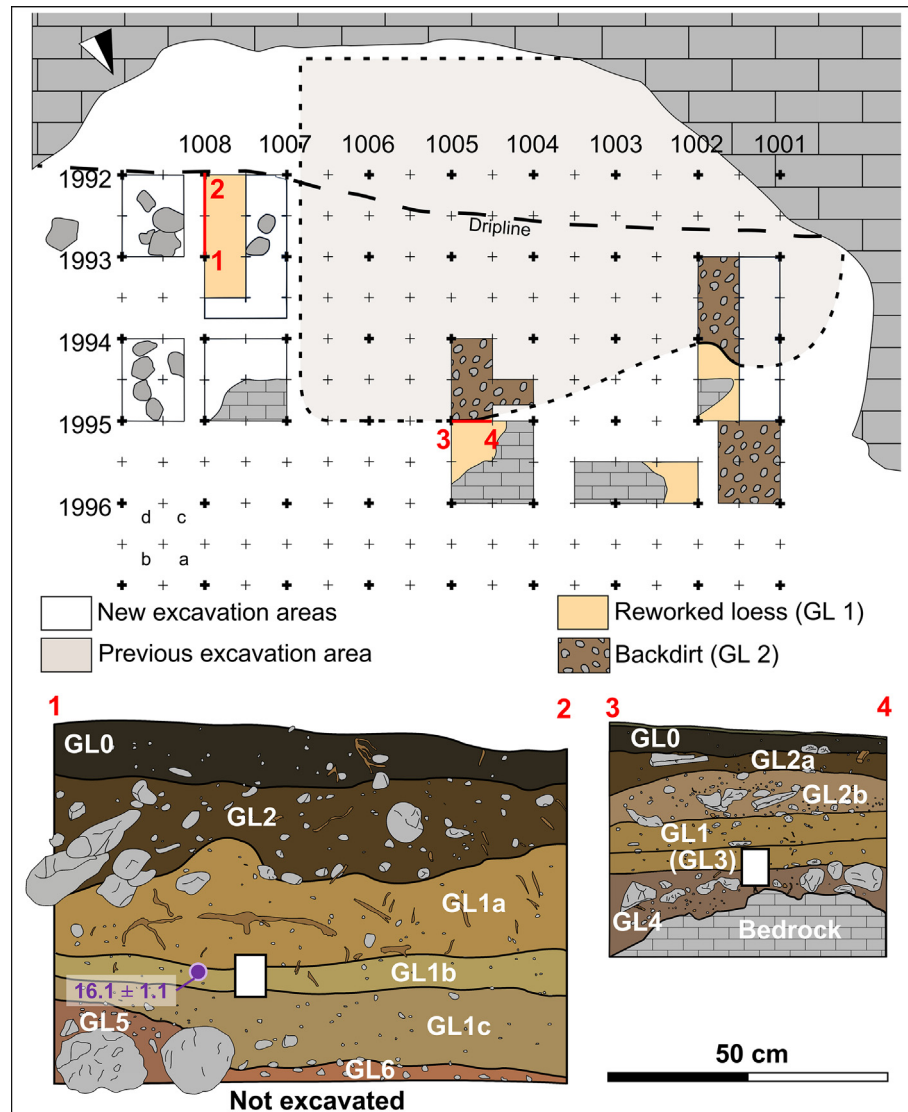 1008 1007 1006 1005 1004 1003 1002 1001
1992
2
Dripline
1993
1
1994
1995
3 4
1996
d c
b a
New excavation areas
Reworked loess (GL 1)
Previous excavation area
Backdirt (GL 2)
1 2
3 4
GL0
GL2
GL1a
GL1b
16.1 ± 1.1
GL5
GL1c
GL6
Not excavated
GL0
GL2a
GL2b
GL1
(GL3)
GL4
Bedrock
50 cm